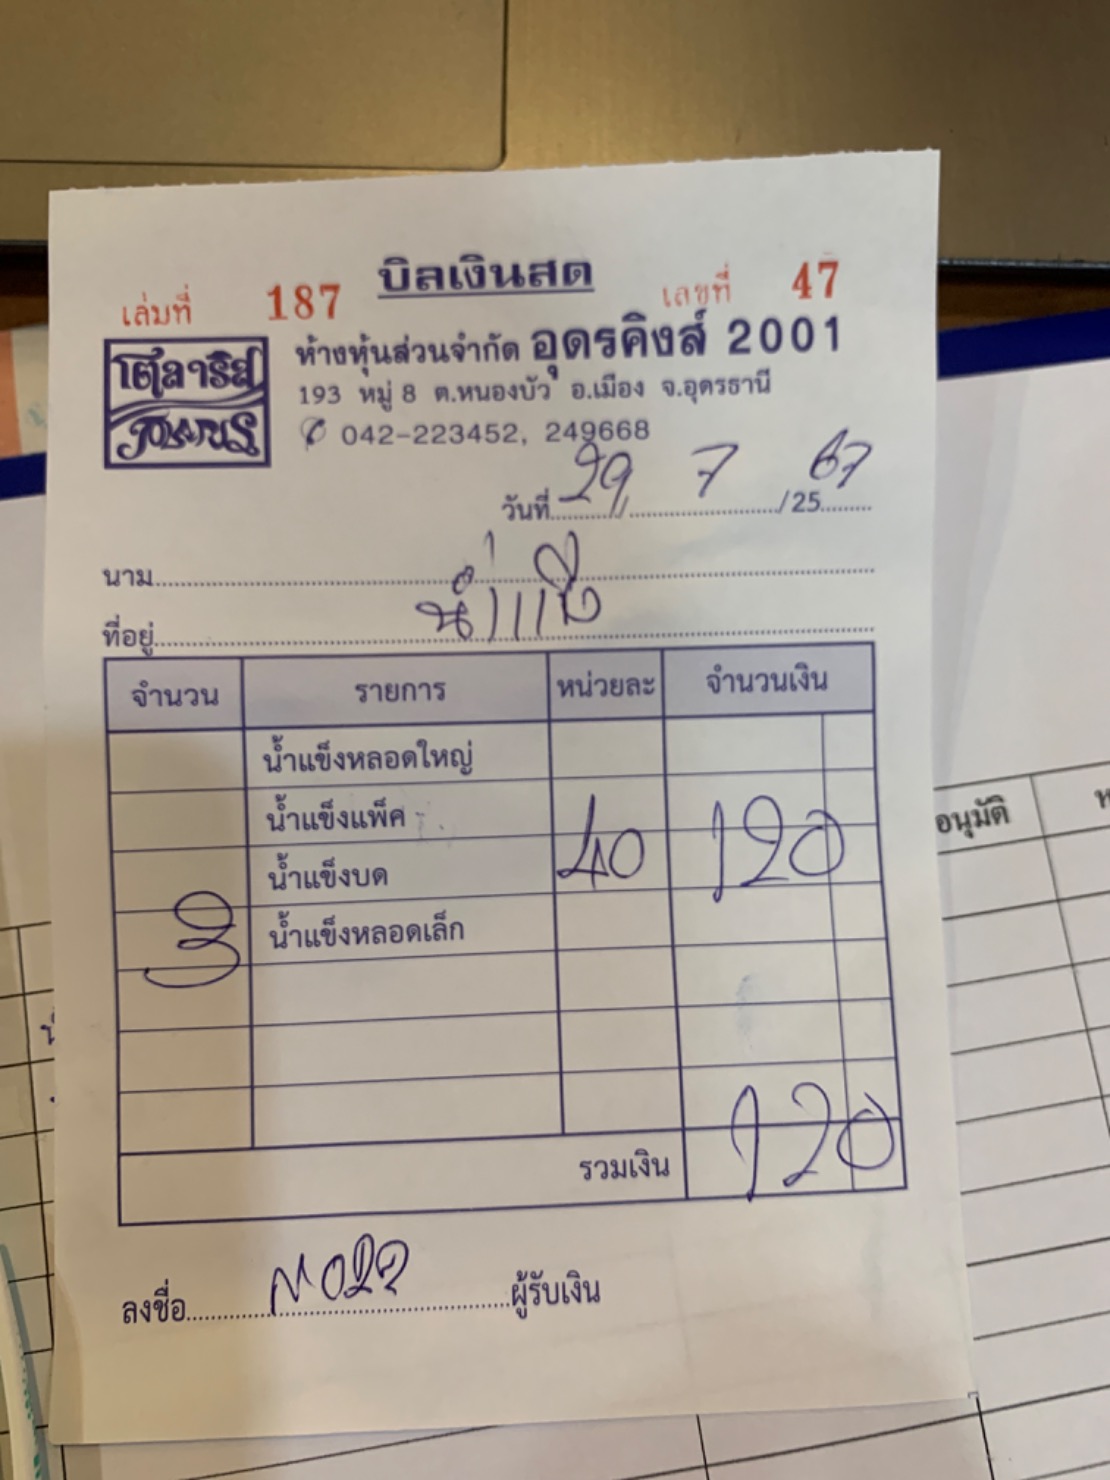 บิลเงินสด
เล่มที่ 187 เลขที่ 47
โพลาริส
ห้างหุ้นส่วนจำกัด อุดรคิงส์ 2001
193 หมู่ 8 ต.หนองบัว อ.เมือง จ.อุดรธานี
042-223452, 249668
วันที่ 29 / 7 /25 67
นาม
ที่อยู่
จำนวน รายการ หน่วยละ จำนวนเงิน
น้ำแข็งหลอดใหญ่
น้ำแข็งแพ็ค
น้ำแข็งบด 40 120
3 น้ำแข็งหลอดเล็ก
รวมเงิน 120
ลงชื่อ ผู้รับเงิน
อนุมัติ